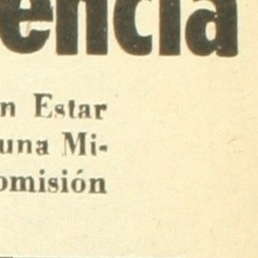 encia
n Estar
una Mi-
omisión